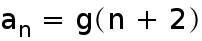 aₙ = g(n + 2)